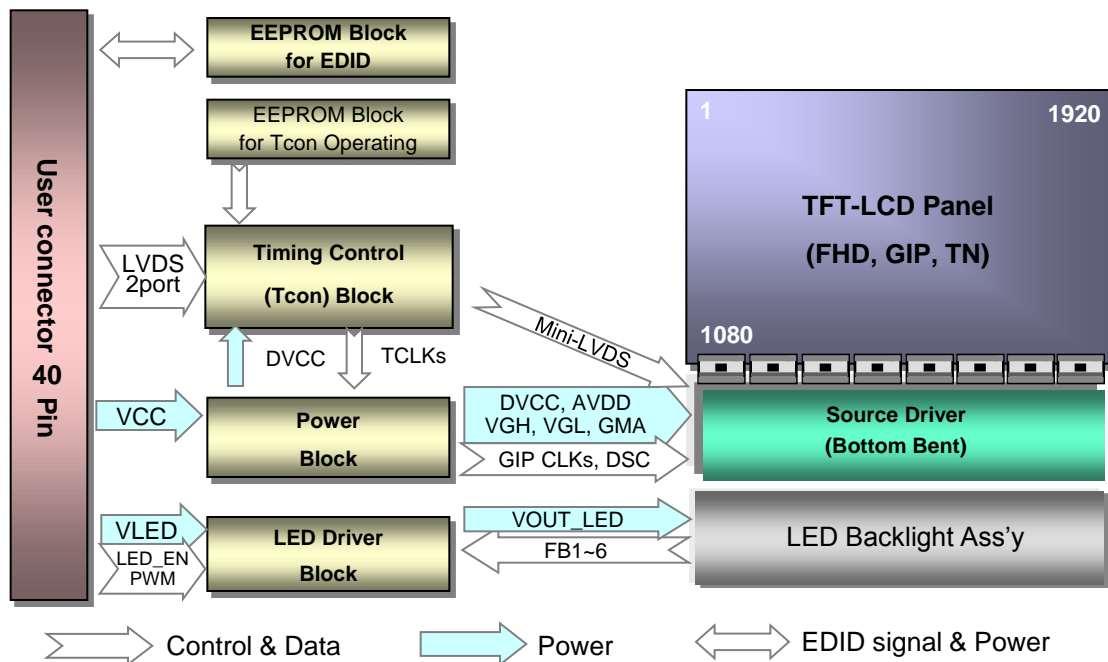 User connector 40 Pin
EEPROM Block
for EDID
EEPROM Block
for Tcon Operating
LVDS
2port
Timing Control
(Tcon) Block
DVCC
TCLKs
Mini-LVDS
VCC
Power
Block
DVCC, AVDD
VGH, VGL, GMA
GIP CLKs, DSC
VLED
LED_EN
PWM
LED Driver
Block
VOUT_LED
FB1~6
1
1920
TFT-LCD Panel
(FHD, GIP, TN)
1080
Source Driver
(Bottom Bent)
LED Backlight Ass'y
Control & Data
Power
EDID signal & Power